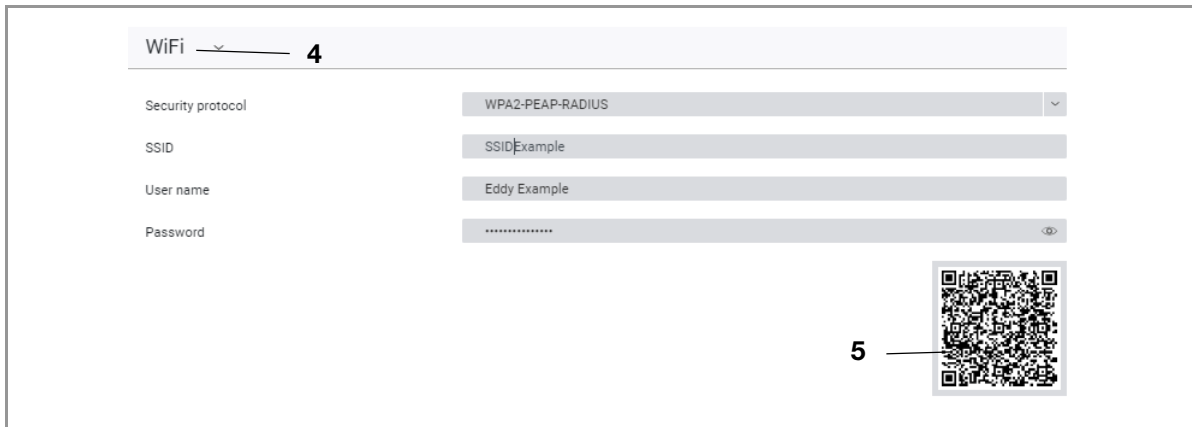 WiFi 4
Security protocol WPA2-PEAP-RADIUS
SSID SSIDExample
User name Eddy Example
Password •••••••••••••••
5